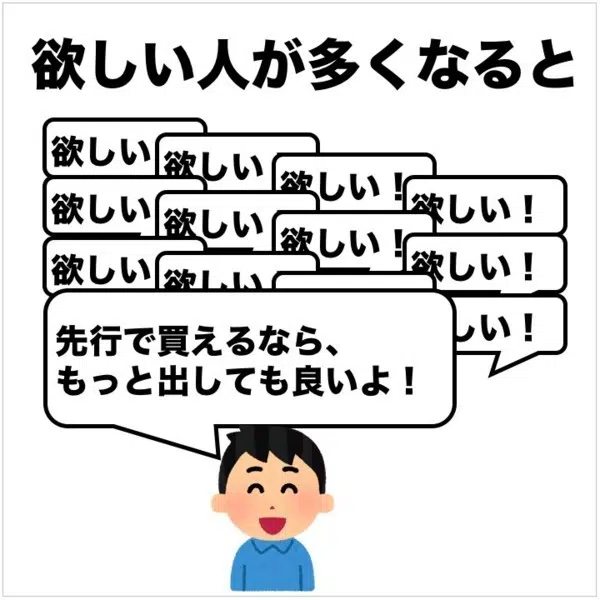 欲しい人が多くなると
欲しい
欲しい
欲しい！
欲しい！
欲しい
欲しい
欲しい！
欲しい！
欲しい
欲しい
しい！
先行で買えるなら、
もっと出しても良いよ！